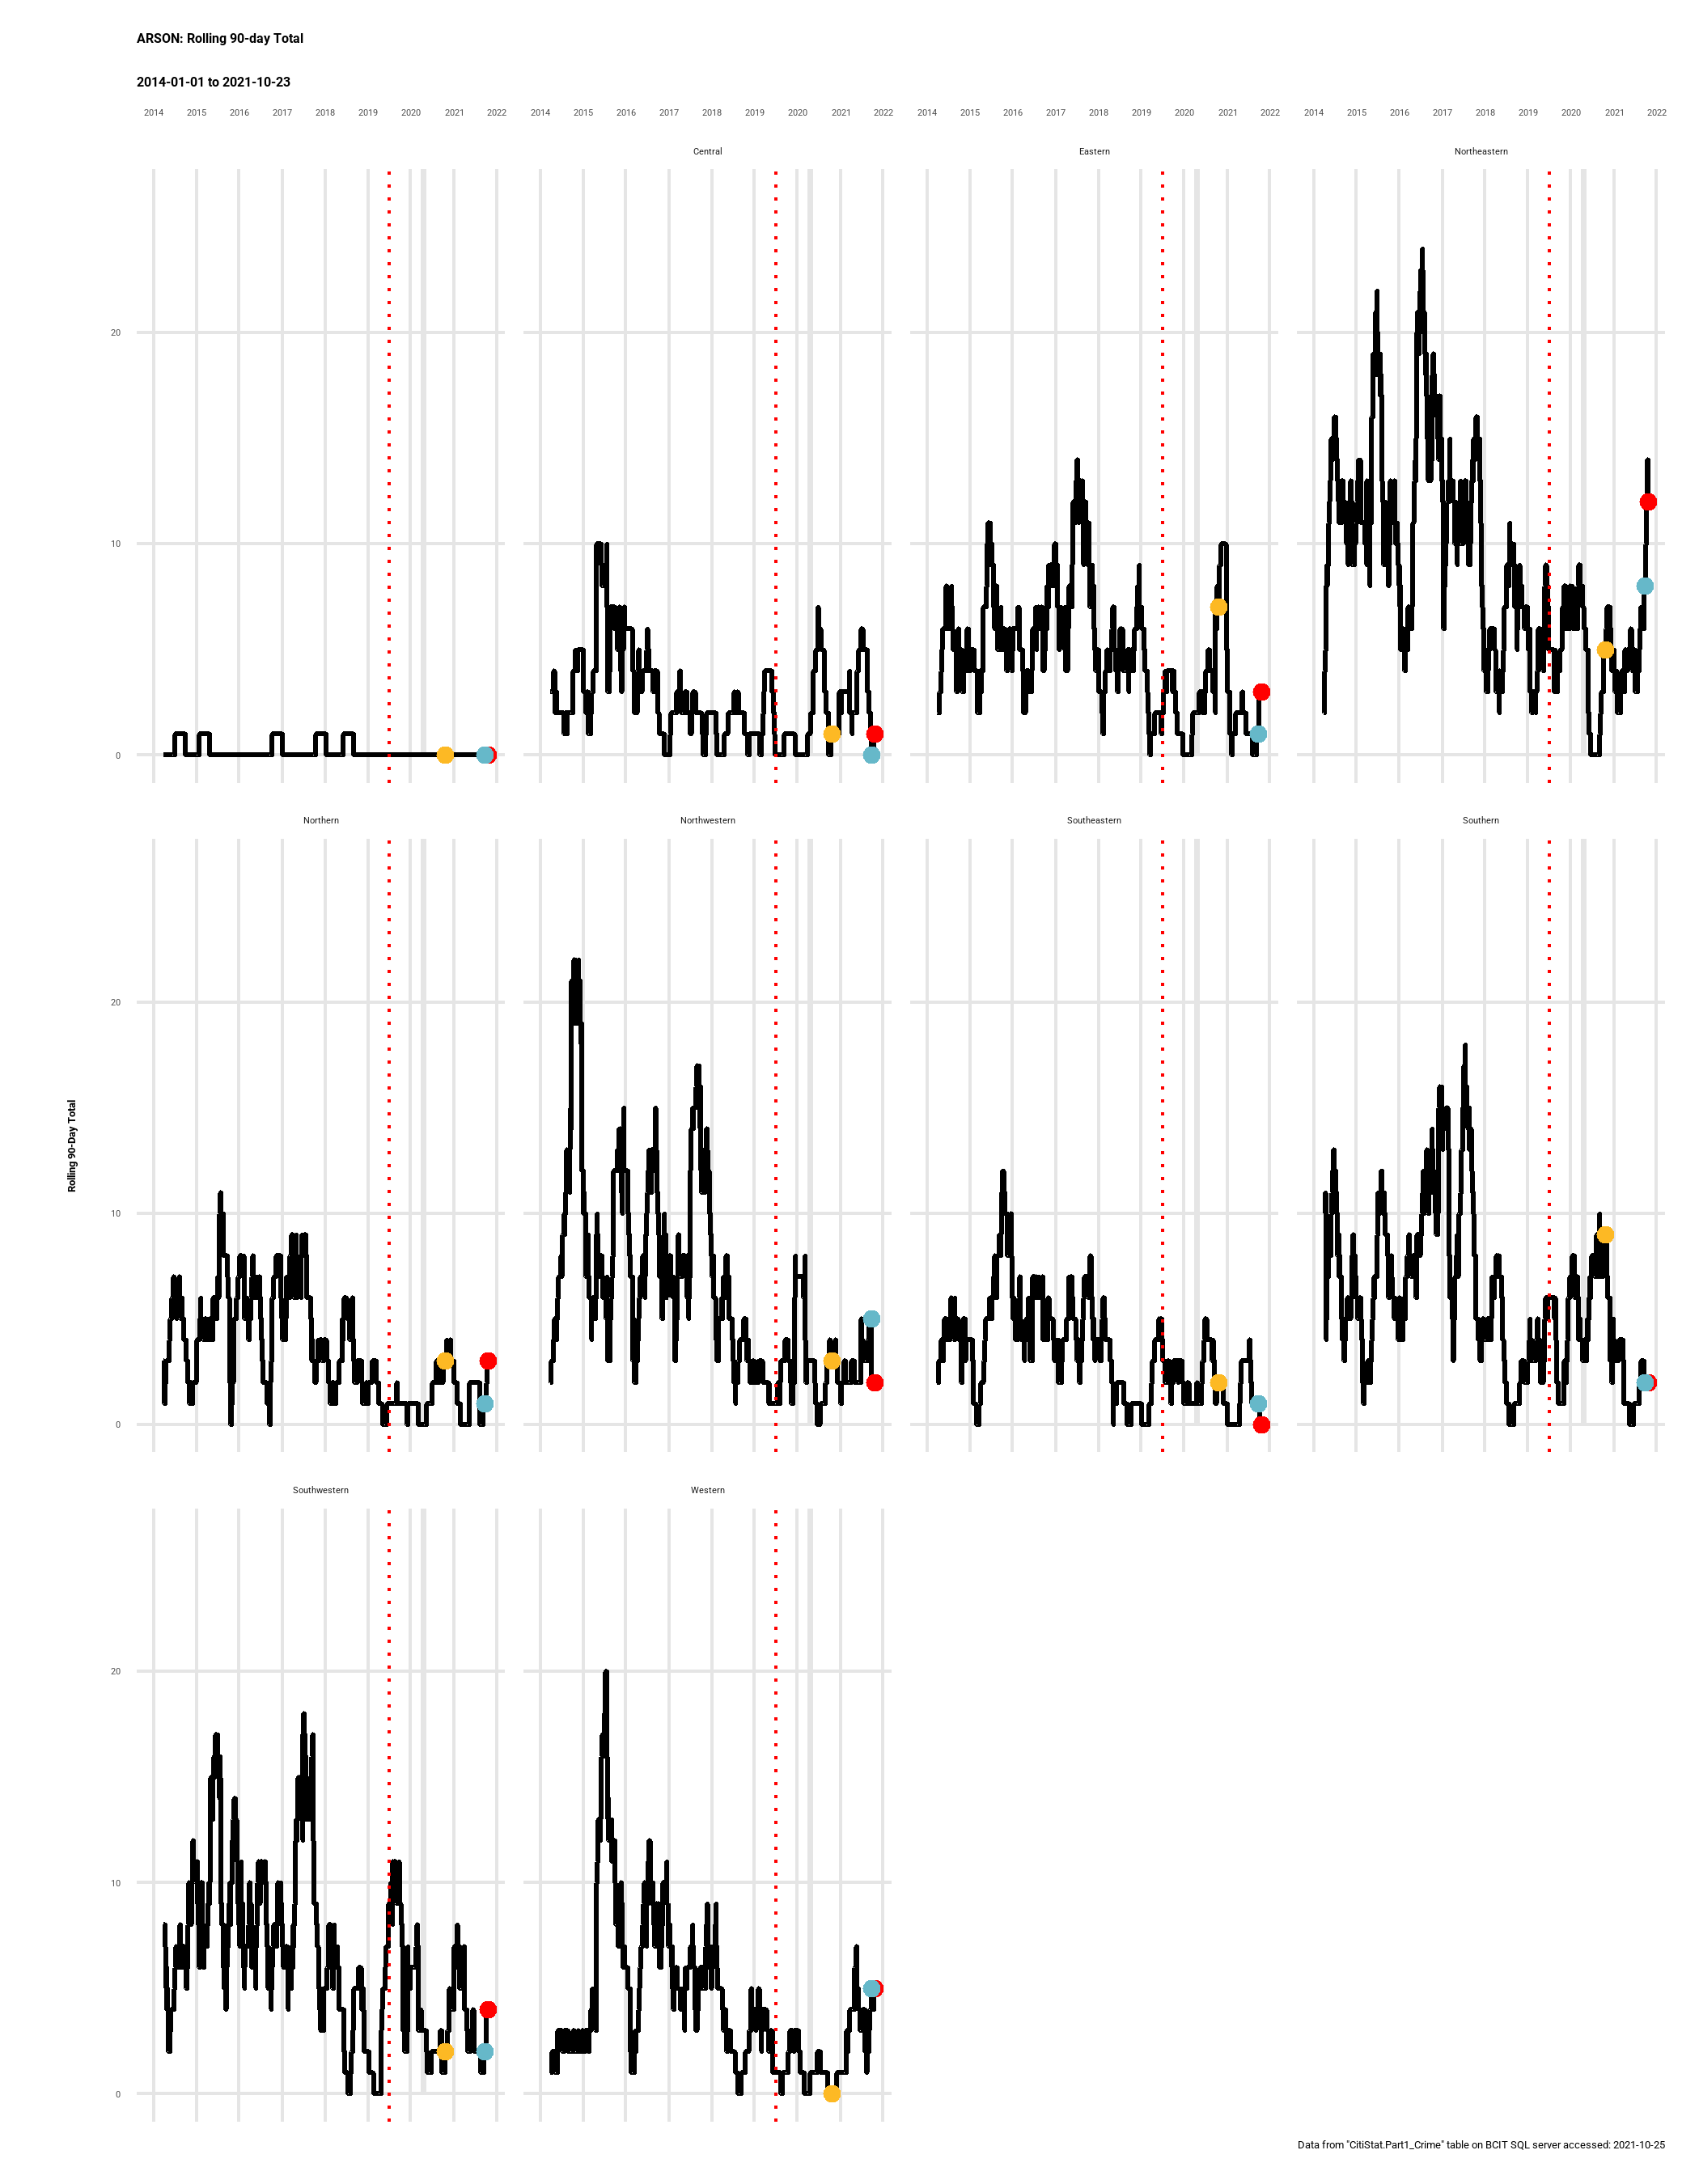 ARSON: Rolling 90-day Total
2014-01-01 to 2021-10-23
2014 2015 2016 2017 2018 2019 2020 2021 2022 2014 2015 2016 2017 2018 2019 2020 2021 2022 2014 2015 2016 2017 2018 2019 2020 2021 2022 2014 2015 2016 2017 2018 2019 2020 2021 2022
Central Eastern Northeastern
20
10
0
Northern Northwestern Southeastern Southern
20
Rolling 90-Day Total
10
0
Southwestern Western
20
10
0
Data from "CitiStat.Part1_Crime" table on BCIT SQL server accessed: 2021-10-25